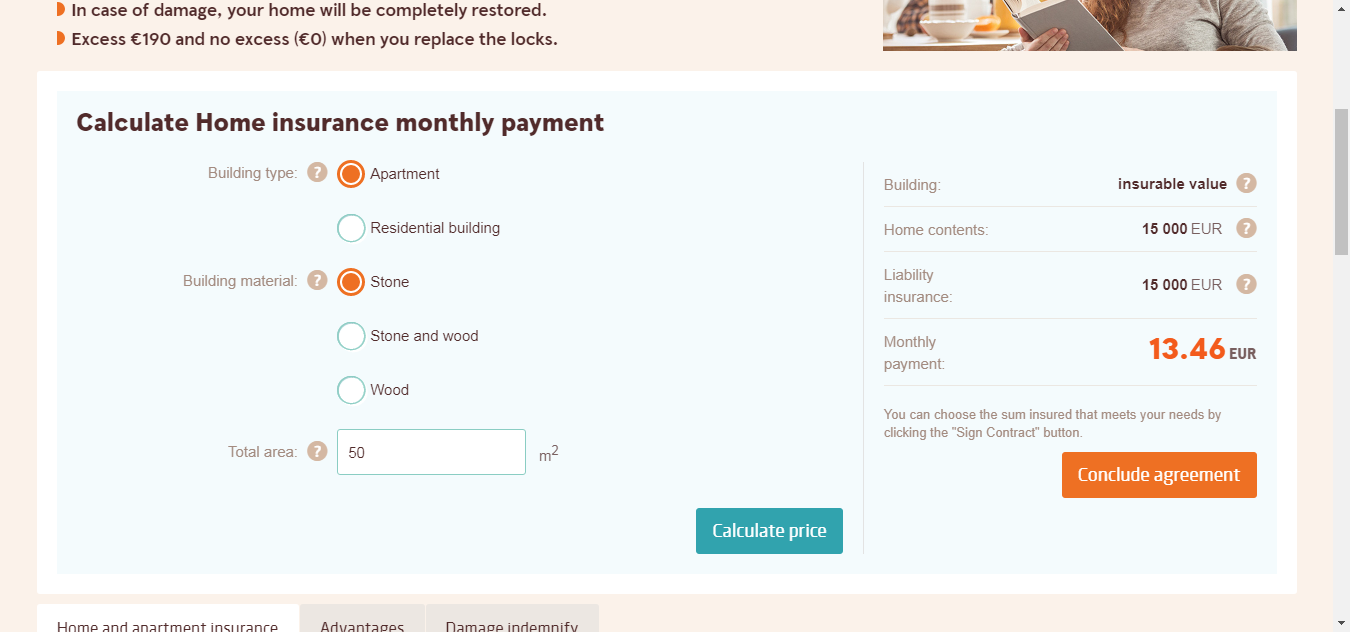 In case of damage, your home will be completely restored.
Excess €190 and no excess (€0) when you replace the locks.
Calculate Home insurance monthly payment
Building type: ? Apartment
Residential building
Building material: ? Stone
Stone and wood
Wood
Total area: ? 50 m2
Calculate price
Building: insurable value ?
Home contents: 15 000 EUR ?
Liability
insurance: 15 000 EUR ?
Monthly
payment: 13.46 EUR
You can choose the sum insured that meets your needs by
clicking the "Sign Contract" button.
Conclude agreement
Home and apartment insurance Advantages Damage indemnify